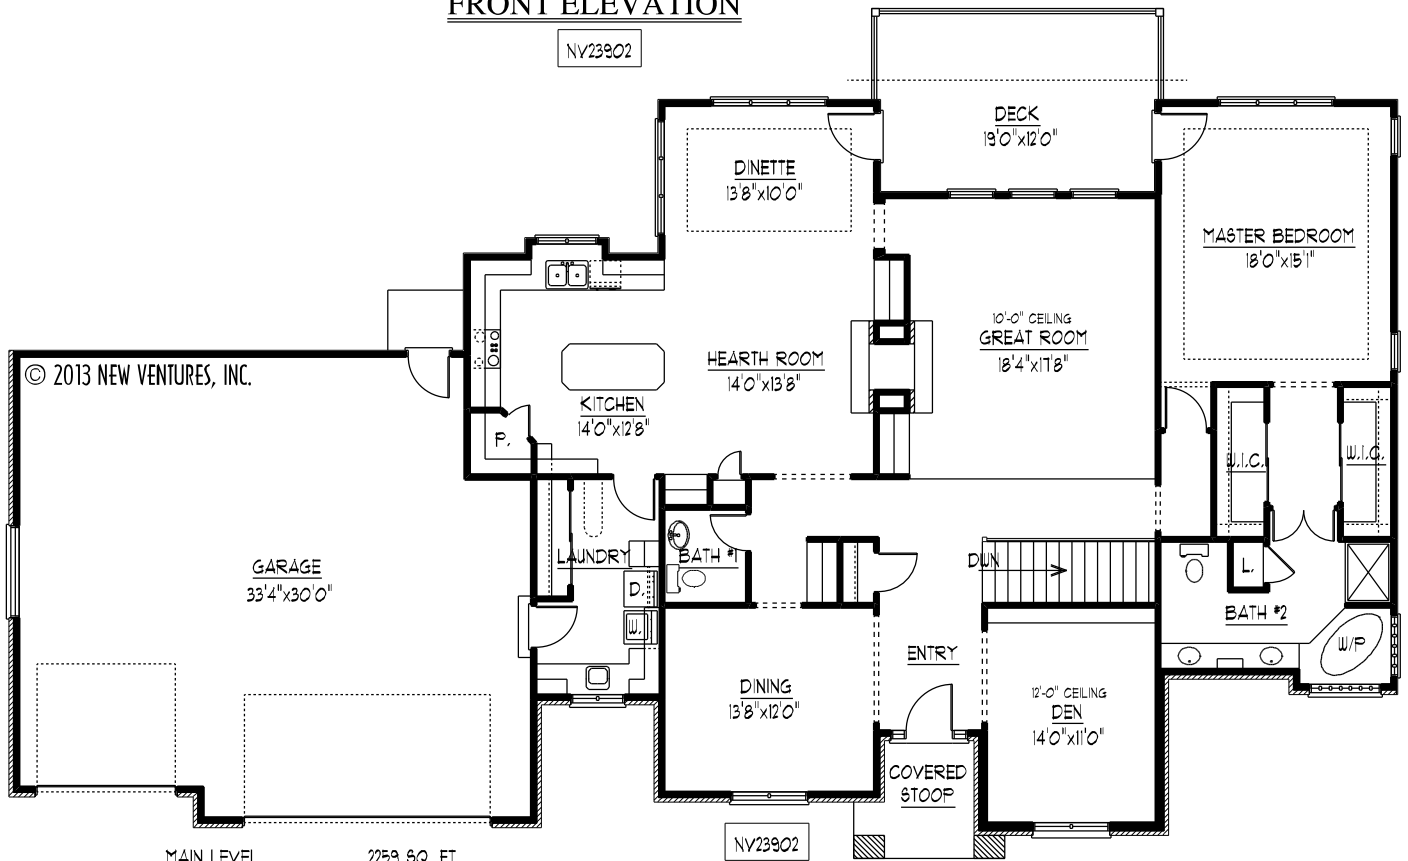 FRONT ELEVATION
NV23902
DECK
19'0"x12'0"
DINETTE
13'8"x10'0"
MASTER BEDROOM
18'0"x15'1"
10'-0" CEILING
GREAT ROOM
18'4"x17'8"
HEARTH ROOM
14'0"x13'8"
© 2013 NEW VENTURES, INC.
KITCHEN
14'0"x12'8"
P.
W.I.C.
W.I.C.
GARAGE
33'4"x30'0"
LAUNDRY
BATH #1
DWN
D.
L.
W.
BATH #2
W/P
ENTRY
DINING
13'8"x12'0"
12'-0" CEILING
DEN
14'0"x11'0"
COVERED
STOOP
NV23902
MAIN LEVEL 2259 SQ. FT.